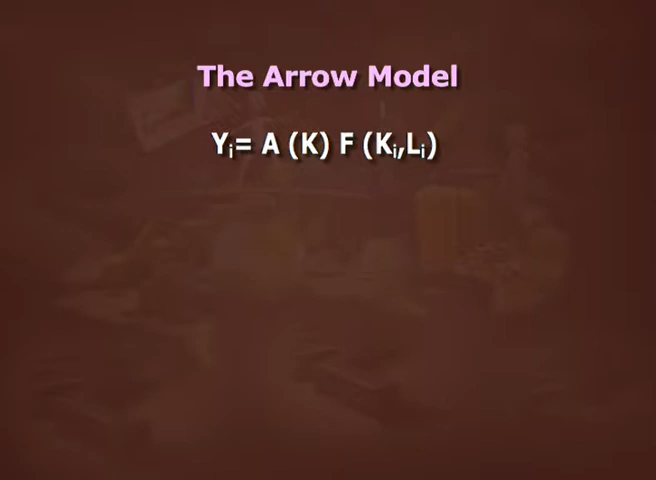 The Arrow Model
Yᵢ= A (K) F (Kᵢ,Lᵢ)